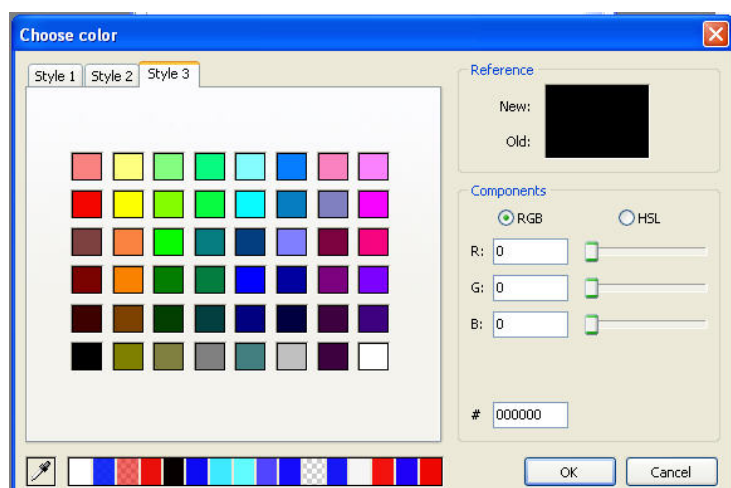 Choose color
Style 1 Style 2 Style 3
Reference
New:
Old:
Components
RGB HSL
R: 0
G: 0
B: 0
# 000000
OK Cancel